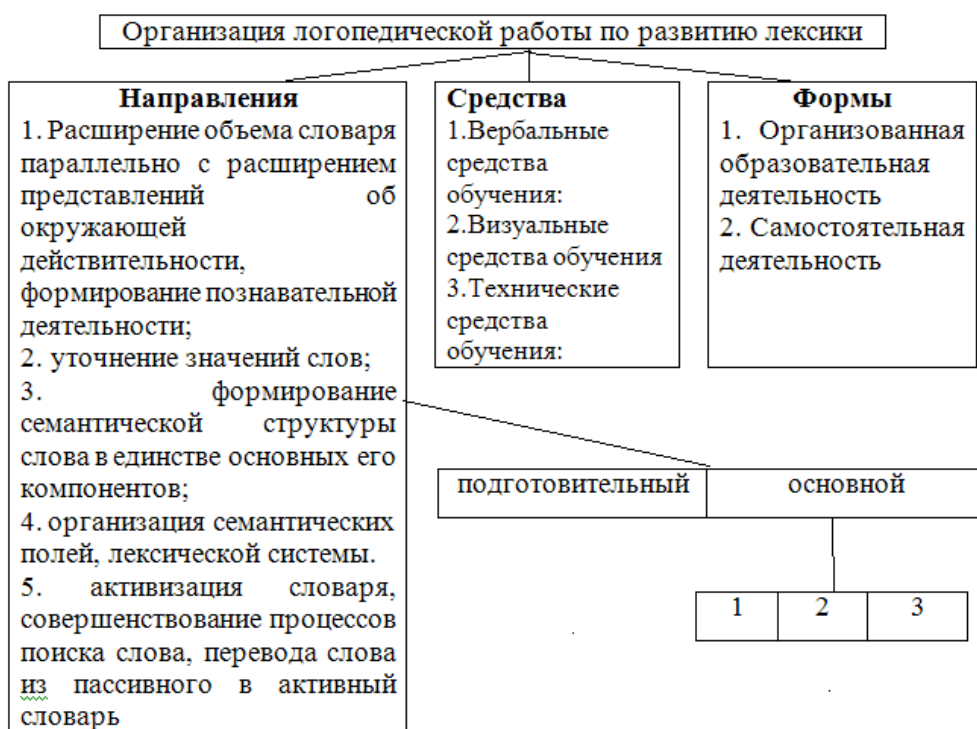 Организация логопедической работы по развитию лексики
Направления
1. Расширение объема словаря
параллельно с расширением
представлений об
окружающей
действительности,
формирование познавательной
деятельности;
2. уточнение значений слов;
3. формирование
семантической структуры
слова в единстве основных его
компонентов;
4. организация семантических
полей, лексической системы.
5. активизация словаря,
совершенствование процессов
поиска слова, перевода слова
из пассивного в активный
словарь
Средства
1.Вербальные
средства
обучения:
2.Визуальные
средства обучения
3.Технические
средства
обучения:
Формы
1. Организованная
образовательная
деятельность
2. Самостоятельная
деятельность
подготовительный
основной
1
2
3